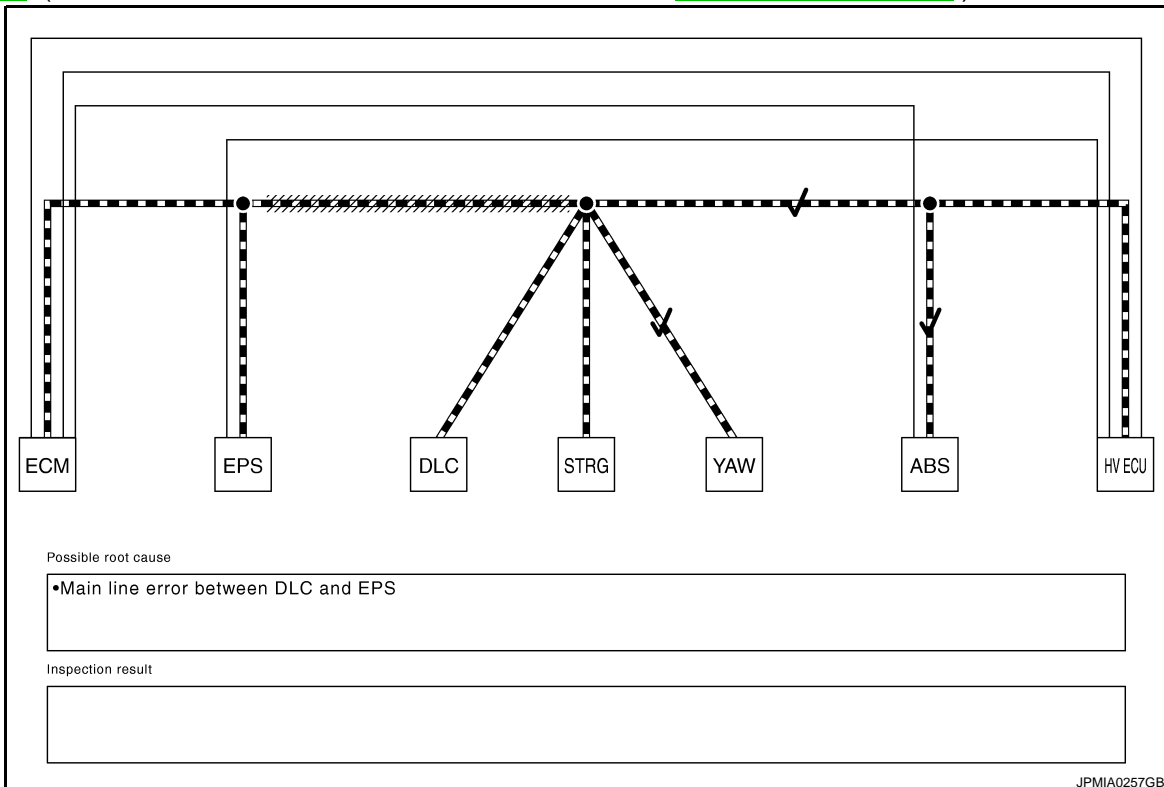 ECM EPS DLC STRG YAW ABS HV ECU
Possible root cause
•Main line error between DLC and EPS
Inspection result
JPMIA0257GB